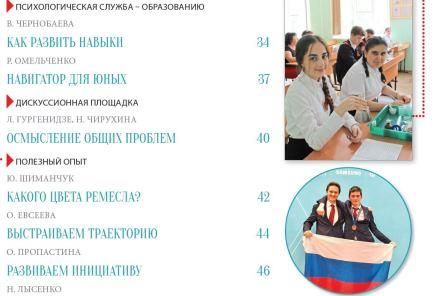 ПСИХОЛОГИЧЕСКАЯ СЛУЖБА – ОБРАЗОВАНИЮ
В. ЧЕРНОБАЕВА
КАК РАЗВИТЬ НАВЫКИ 34
Р. ОМЕЛЬЧЕНКО
НАВИГАТОР ДЛЯ ЮНЫХ 37
ДИСКУССИОННАЯ ПЛОЩАДКА
Л. ГУРГЕНИДЗЕ, Н. ЧИРУХИНА
ОСМЫСЛЕНИЕ ОБЩИХ ПРОБЛЕМ 40
ПОЛЕЗНЫЙ ОПЫТ
Ю. ШИМАНЧУК
КАКОГО ЦВЕТА РЕМЕСЛА? 42
О. ЕВСЕЕВА
ВЫСТРАИВАЕМ ТРАЕКТОРИЮ 44
О. ПРОПАСТИНА
РАЗВИВАЕМ ИНИЦИАТИВУ 46
Н. ЛЫСЕНКО
SAMSUNG